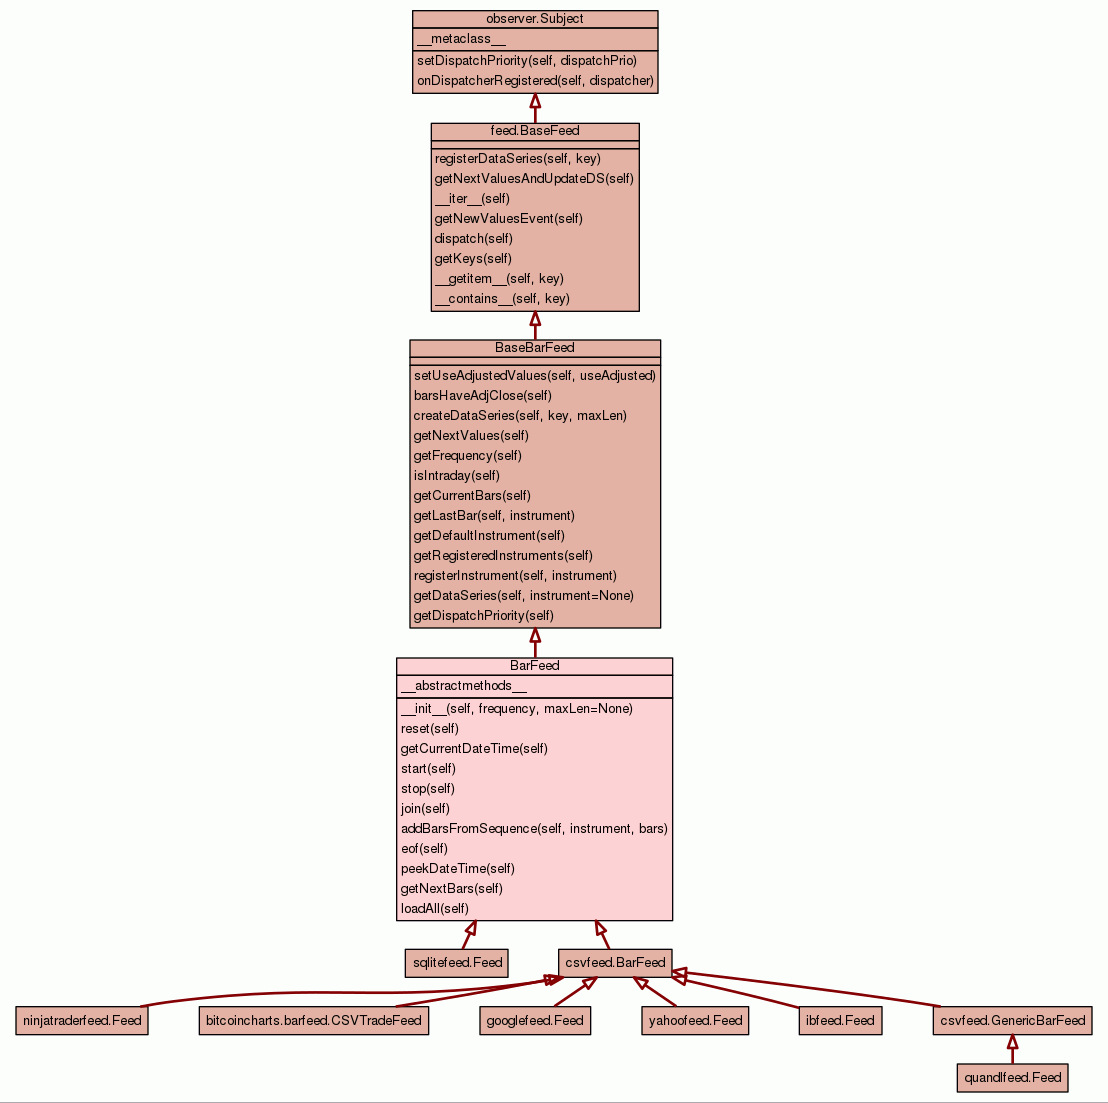 observer.Subject
__metaclass__
setDispatchPriority(self, dispatchPrio)
onDispatcherRegistered(self, dispatcher)
feed.BaseFeed
registerDataSeries(self, key)
getNextValuesAndUpdateDS(self)
__iter__(self)
getNewValuesEvent(self)
dispatch(self)
getKeys(self)
__getitem__(self, key)
__contains__(self, key)
BaseBarFeed
setUseAdjustedValues(self, useAdjusted)
barsHaveAdjClose(self)
createDataSeries(self, key, maxLen)
getNextValues(self)
getFrequency(self)
isIntraday(self)
getCurrentBars(self)
getLastBar(self, instrument)
getDefaultInstrument(self)
getRegisteredInstruments(self)
registerInstrument(self, instrument)
getDataSeries(self, instrument=None)
getDispatchPriority(self)
BarFeed
__abstractmethods__
__init__(self, frequency, maxLen=None)
reset(self)
getCurrentDateTime(self)
start(self)
stop(self)
join(self)
addBarsFromSequence(self, instrument, bars)
eof(self)
peekDateTime(self)
getNextBars(self)
loadAll(self)
sqlitefeed.Feed
csvfeed.BarFeed
ninjatraderfeed.Feed
bitcoincharts.barfeed.CSVTradeFeed
googlefeed.Feed
yahoofeed.Feed
ibfeed.Feed
csvfeed.GenericBarFeed
quandlfeed.Feed